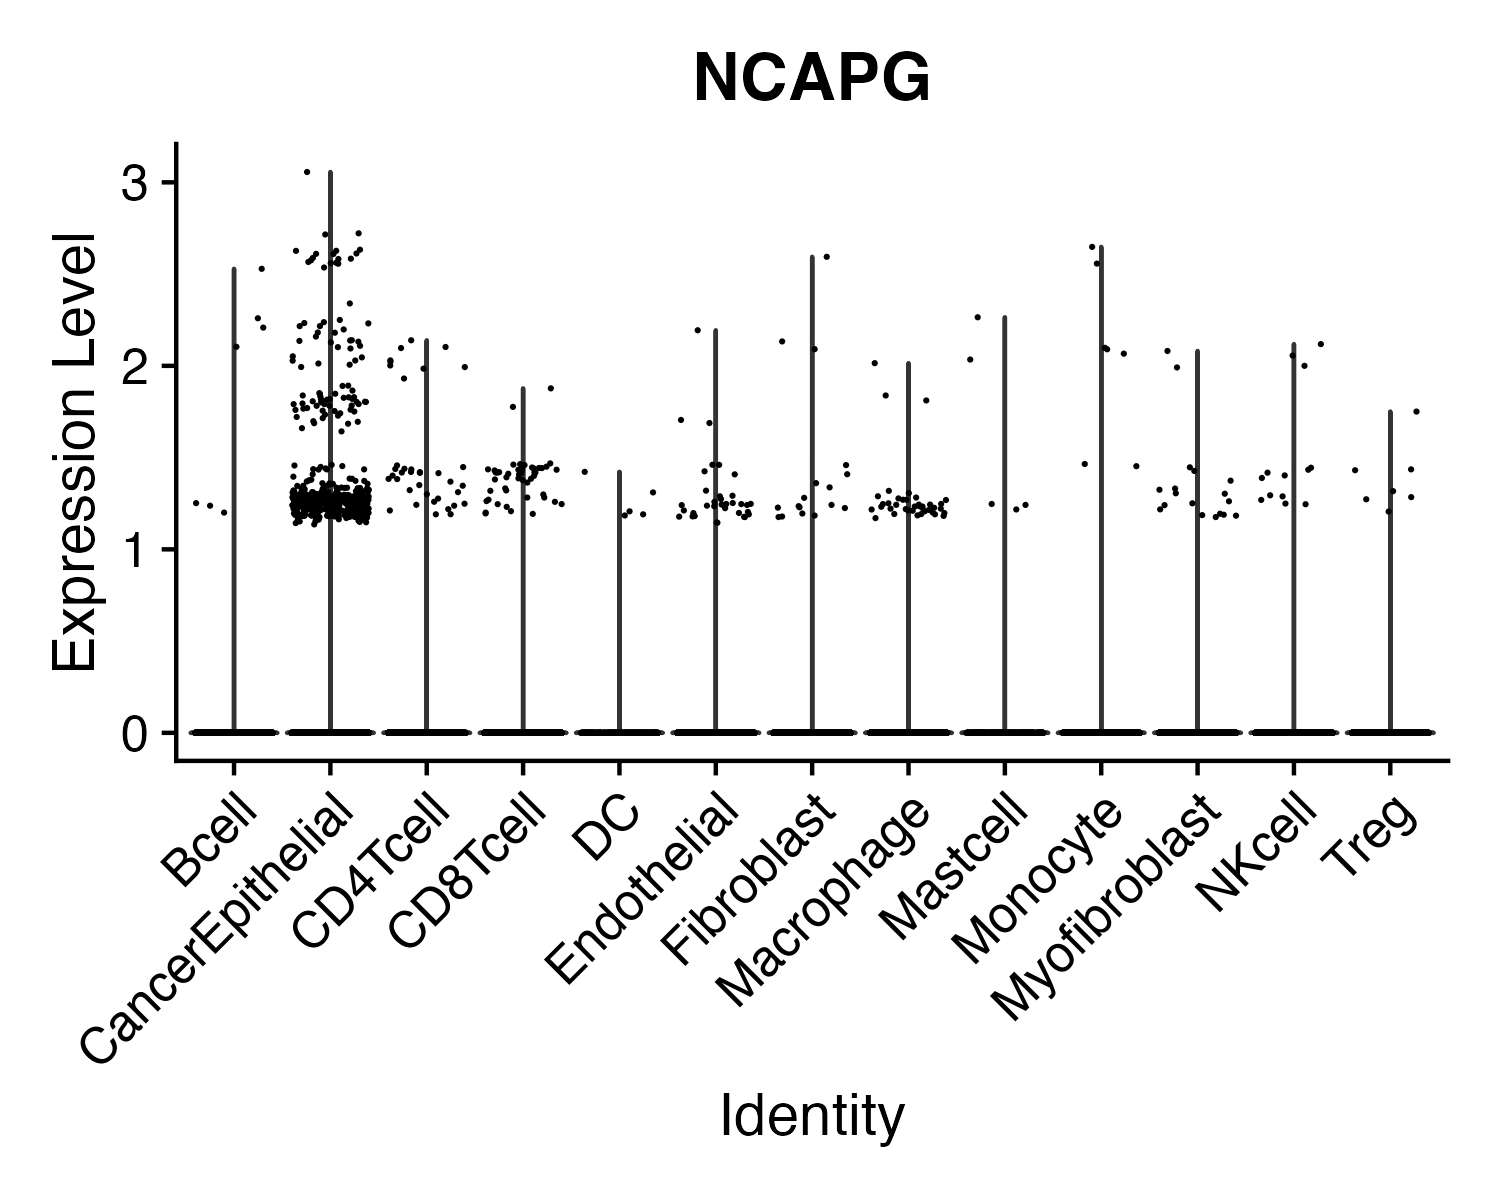 NCAPG
Expression Level
3
2
1
0
Bcell
CancerEpithelial
CD4Tcell
CD8Tcell
DC
Endothelial
Fibroblast
Macrophage
Mastcell
Monocyte
Myofibroblast
NKcell
Treg
Identity